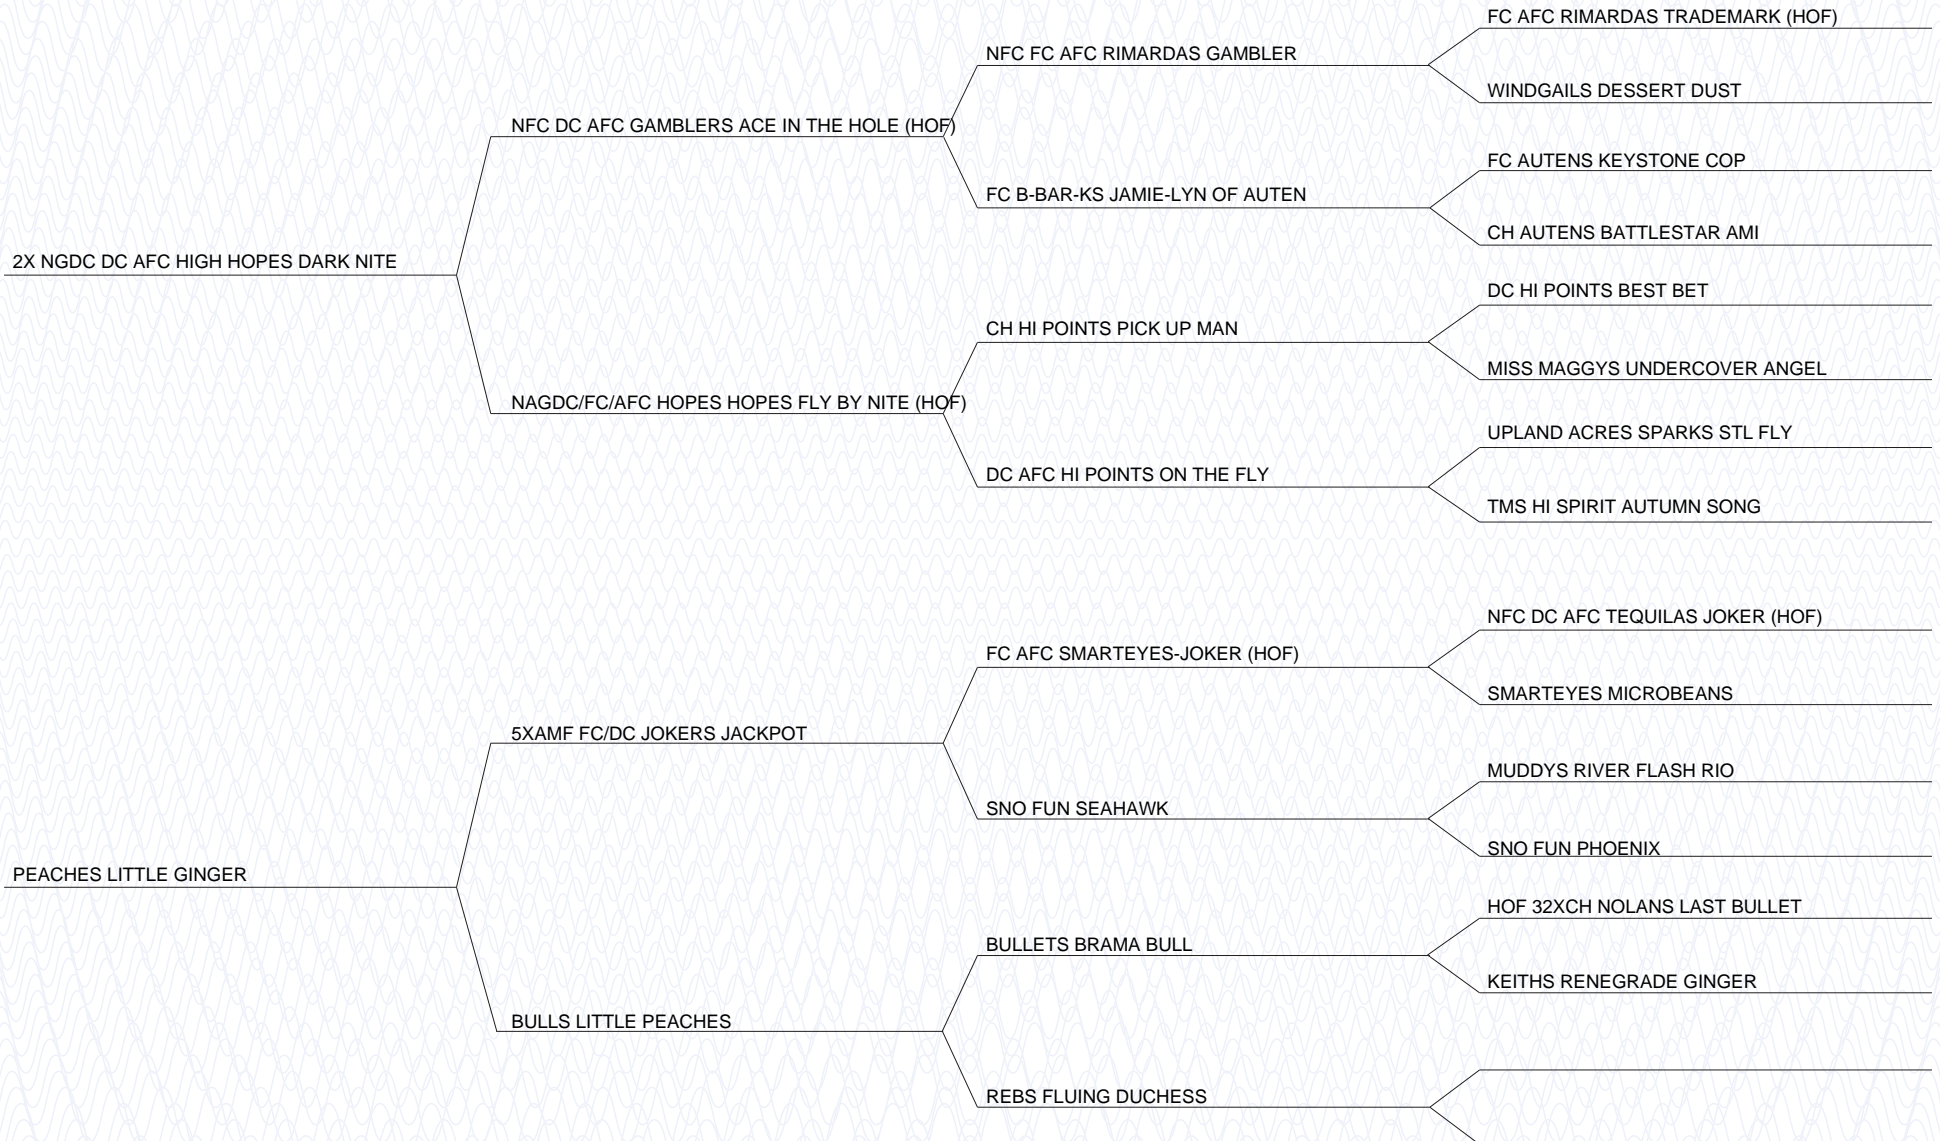 FC AFC RIMARDAS TRADEMARK (HOF)
NFC FC AFC RIMARDAS GAMBLER
WINDGAILS DESSERT DUST
NFC DC AFC GAMBLERS ACE IN THE HOLE (HOF)
FC AUTENS KEYSTONE COP
FC B-BAR-KS JAMIE-LYN OF AUTEN
CH AUTENS BATTLESTAR AMI
2X NGDC DC AFC HIGH HOPES DARK NITE
DC HI POINTS BEST BET
CH HI POINTS PICK UP MAN
MISS MAGGYS UNDERCOVER ANGEL
NAGDC/FC/AFC HOPES HOPES FLY BY NITE (HOF)
UPLAND ACRES SPARKS STL FLY
DC AFC HI POINTS ON THE FLY
TMS HI SPIRIT AUTUMN SONG
NFC DC AFC TEQUILAS JOKER (HOF)
FC AFC SMARTEYES-JOKER (HOF)
SMARTEYES MICROBEANS
5XAMF FC/DC JOKERS JACKPOT
MUDDYS RIVER FLASH RIO
SNO FUN SEAHAWK
SNO FUN PHOENIX
PEACHES LITTLE GINGER
HOF 32XCH NOLANS LAST BULLET
BULLETS BRAMA BULL
KEITHS RENEGRADE GINGER
BULLS LITTLE PEACHES
REBS FLUING DUCHESS